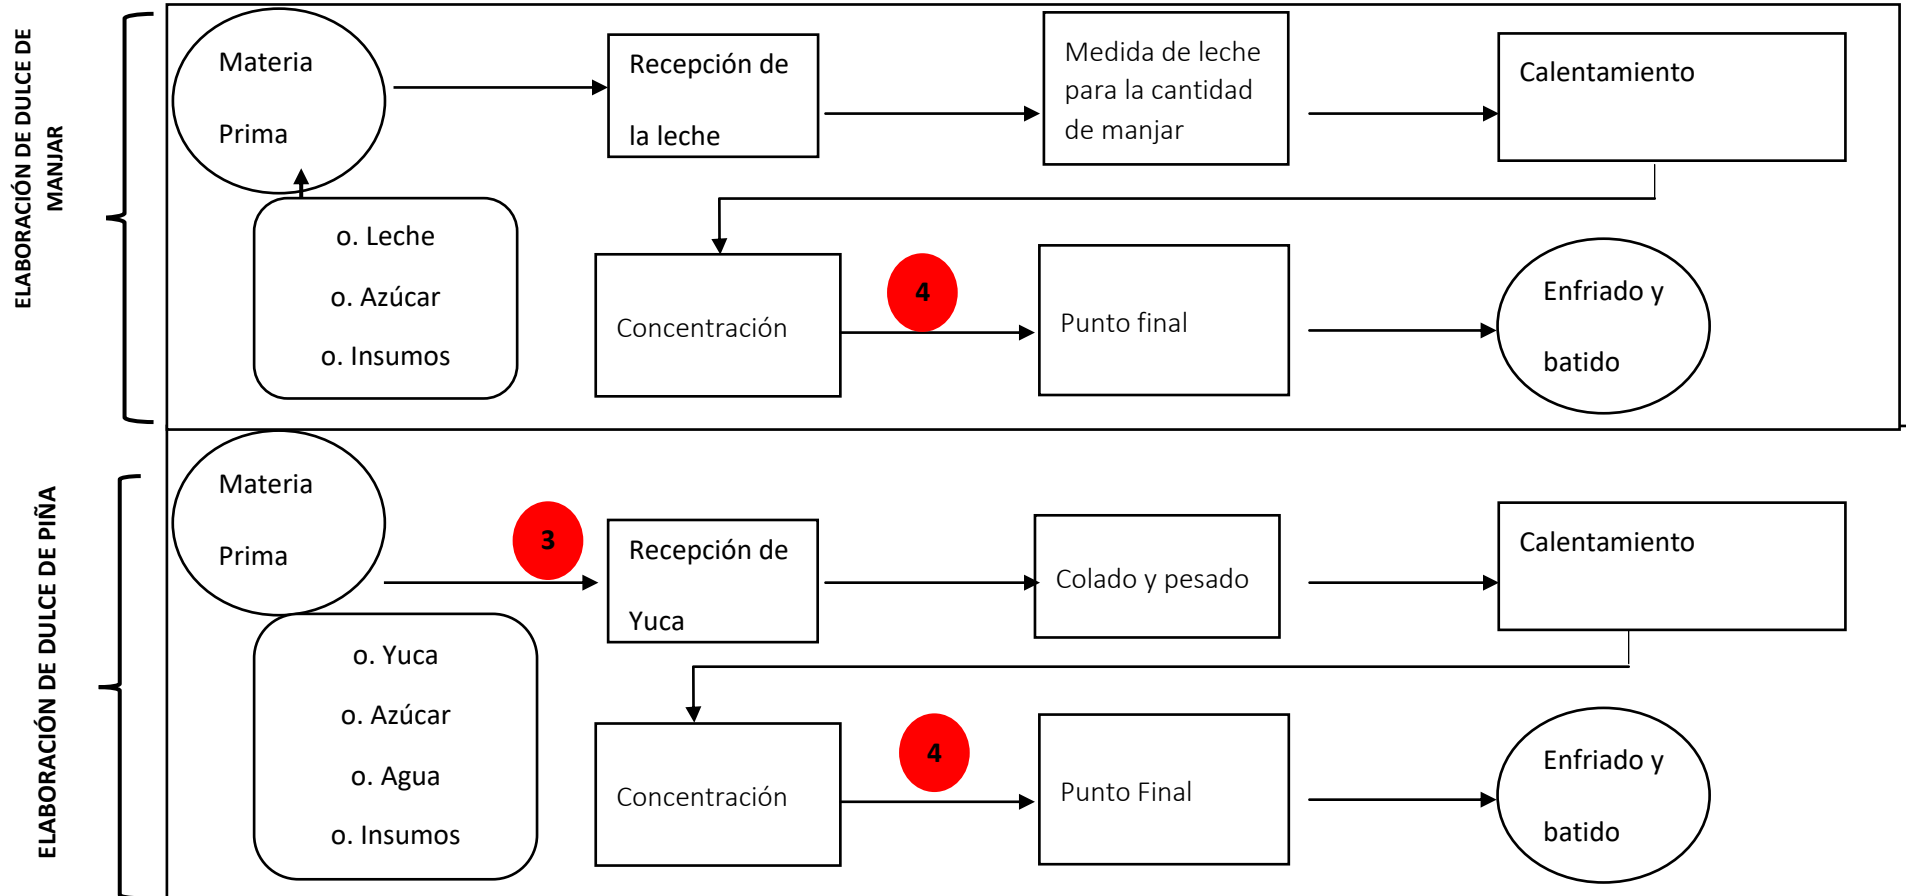 ELABORACIÓN DE DULCE DE
MANJAR
Materia
Prima
Recepción de
la leche
Medida de leche
para la cantidad
de manjar
Calentamiento
o. Leche
o. Azúcar
o. Insumos
Concentración
4
Punto final
Enfriado y
batido
ELABORACIÓN DE DULCE DE PIÑA
Materia
Prima
3
Recepción de
Yuca
Colado y pesado
Calentamiento
o. Yuca
o. Azúcar
o. Agua
o. Insumos
Concentración
4
Punto Final
Enfriado y
batido